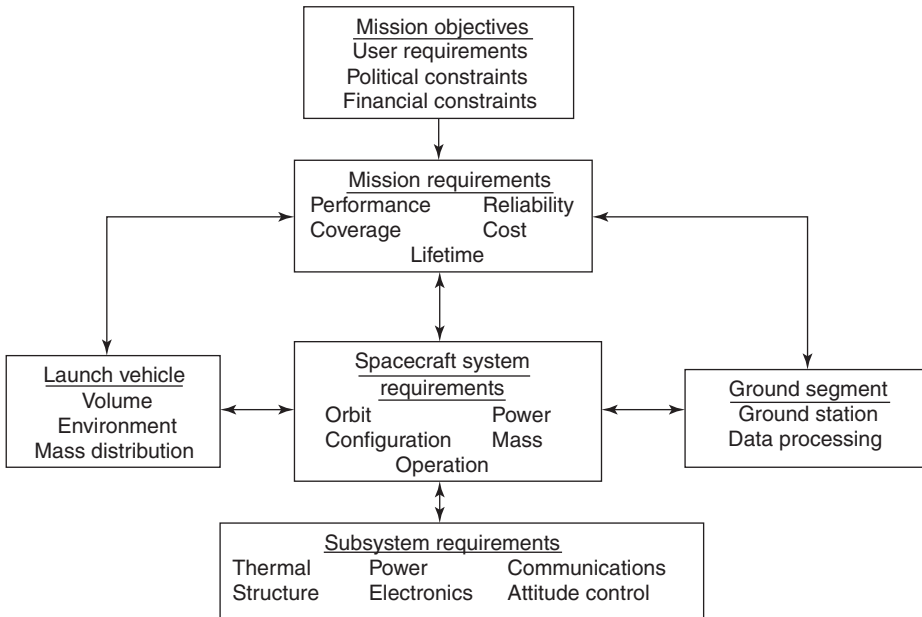 Mission objectives
User requirements
Political constraints
Financial constraints
Mission requirements
Performance Reliability
Coverage Cost
Lifetime
Launch vehicle
Volume
Environment
Mass distribution
Spacecraft system
requirements
Orbit Power
Configuration Mass
Operation
Ground segment
Ground station
Data processing
Subsystem requirements
Thermal Power Communications
Structure Electronics Attitude control